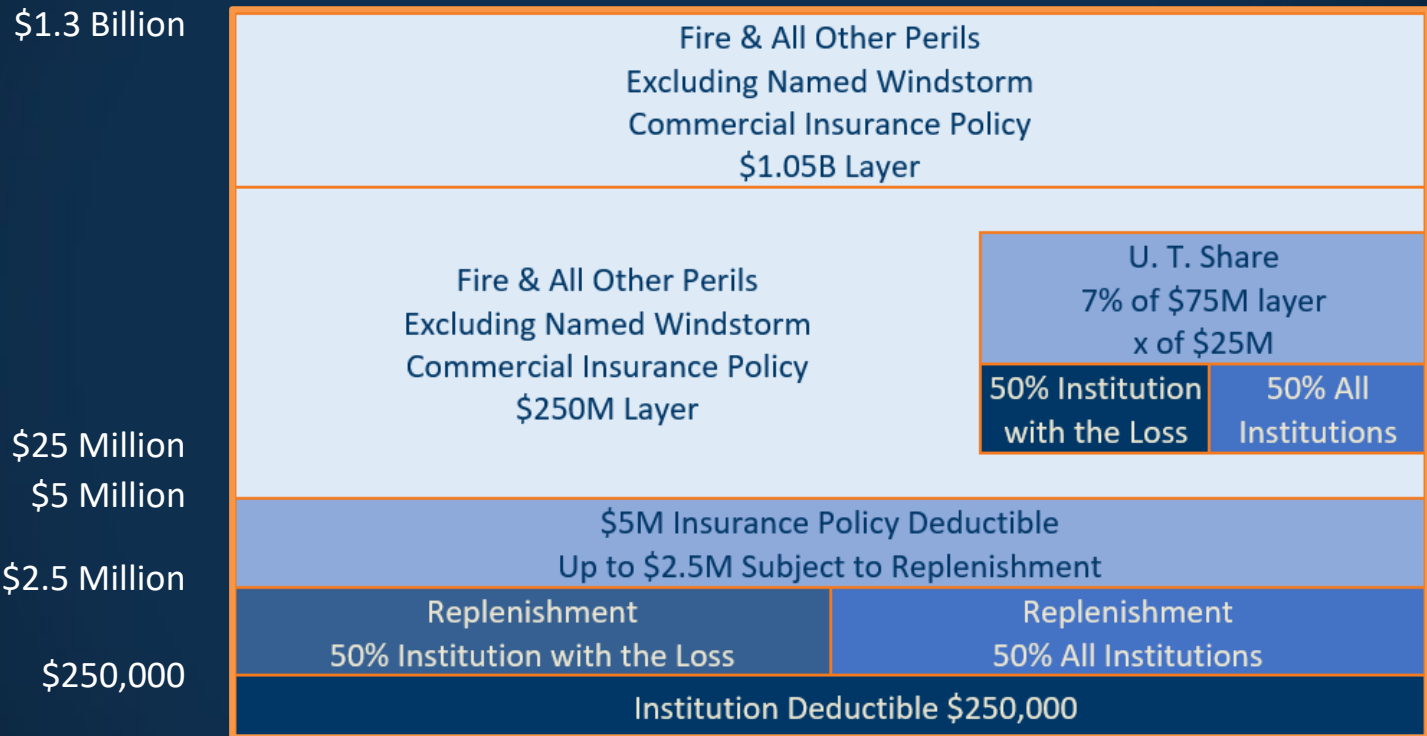 $1.3 Billion
Fire & All Other Perils
Excluding Named Windstorm
Commercial Insurance Policy
$1.05B Layer
Fire & All Other Perils
Excluding Named Windstorm
Commercial Insurance Policy
$250M Layer
U. T. Share
7% of $75M layer
x of $25M
50% Institution
with the Loss
50% All
Institutions
$25 Million
$5 Million
$5M Insurance Policy Deductible
Up to $2.5M Subject to Replenishment
$2.5 Million
Replenishment
50% Institution with the Loss
Replenishment
50% All Institutions
$250,000
Institution Deductible $250,000